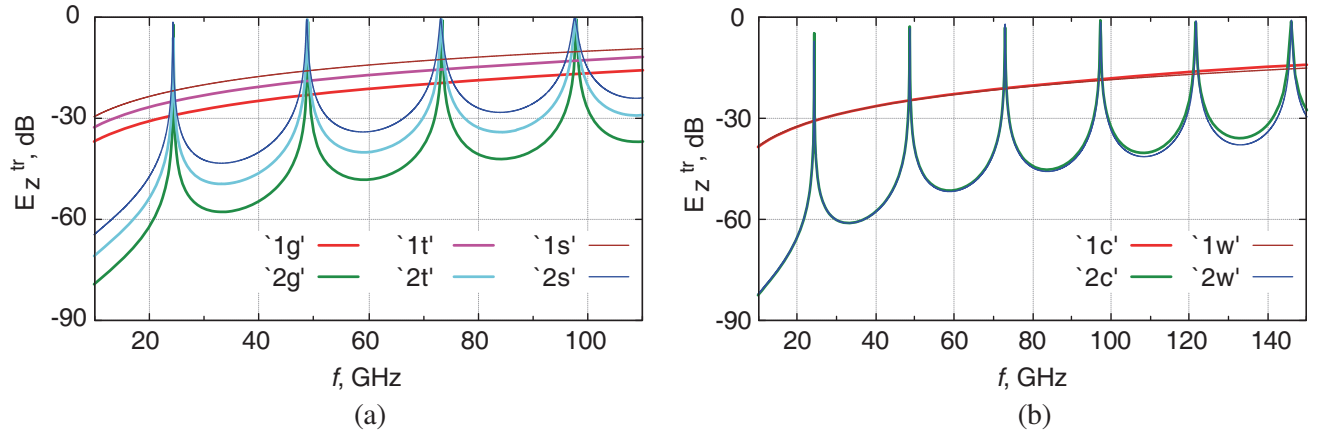 0
-30
-60
-90
E z tr, dB
`1g' `1t' `1s'
`2g' `2t' `2s'
20 40 60 80 100
f, GHz
(a)
0
-30
-60
-90
E z tr, dB
`1c' `1w'
`2c' `2w'
20 40 60 80 100 120 140
f, GHz
(b)